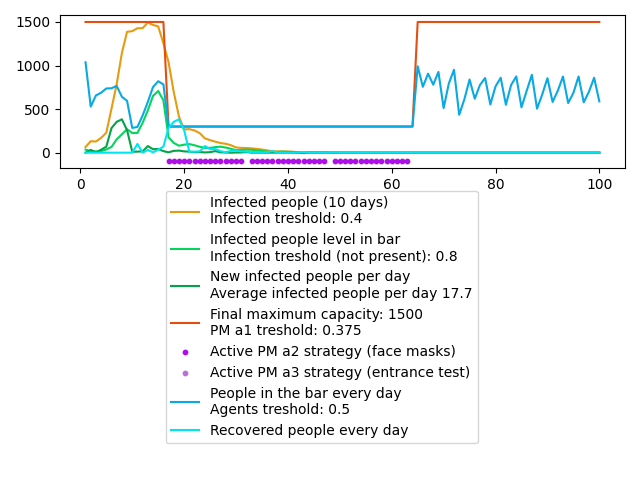 1500
1000
500
0
0 20 40 60 80 100
Infected people (10 days)
Infection treshold: 0.4
Infected people level in bar
Infection treshold (not present): 0.8
New infected people per day
Average infected people per day 17.7
Final maximum capacity: 1500
PM a1 treshold: 0.375
Active PM a2 strategy (face masks)
Active PM a3 strategy (entrance test)
People in the bar every day
Agents treshold: 0.5
Recovered people every day